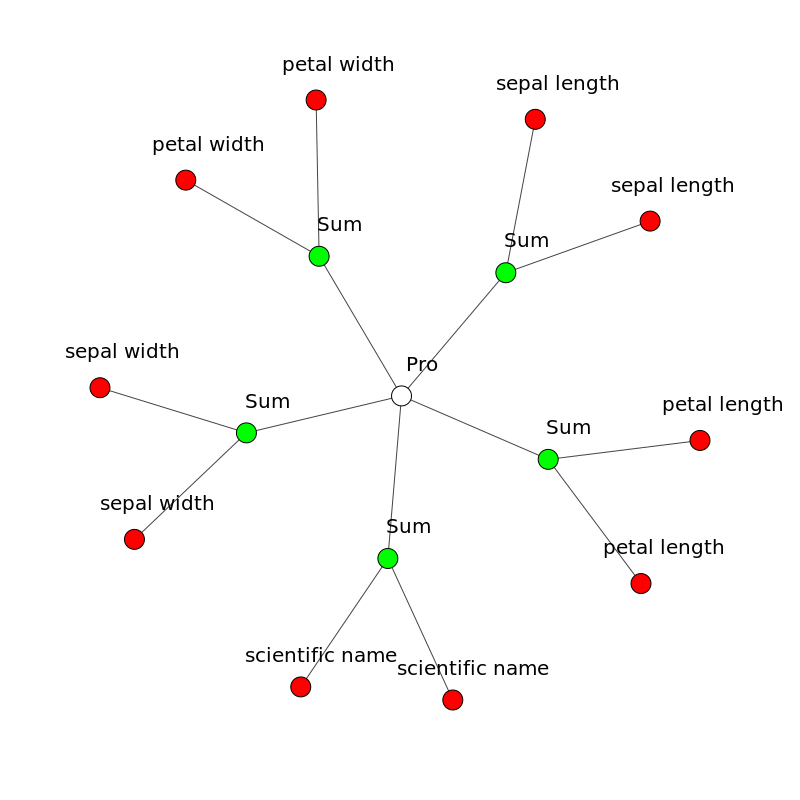 petal width
sepal length
petal width
sepal length
Sum
Sum
sepal width
Pro
Sum
petal length
Sum
sepal width
Sum
petal length
scientific name
scientific name